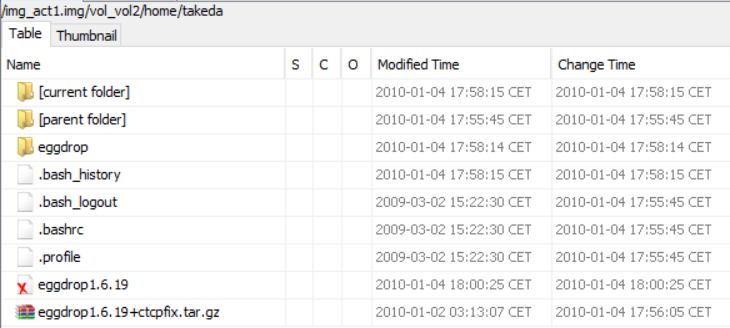 /img_act1.img/vol_vol2/home/takeda
Table Thumbnail
Name S C O Modified Time Change Time
[current folder] 2010-01-04 17:58:15 CET 2010-01-04 17:58:15 CET
[parent folder] 2010-01-04 17:55:45 CET 2010-01-04 17:55:45 CET
eggdrop 2010-01-04 17:58:14 CET 2010-01-04 17:58:14 CET
.bash_history 2010-01-04 17:58:15 CET 2010-01-04 17:58:15 CET
.bash_logout 2009-03-02 15:22:30 CET 2010-01-04 17:55:45 CET
.bashrc 2009-03-02 15:22:30 CET 2010-01-04 17:55:45 CET
.profile 2009-03-02 15:22:30 CET 2010-01-04 17:55:45 CET
eggdrop1.6.19 2010-01-04 18:00:25 CET 2010-01-04 18:00:25 CET
eggdrop1.6.19+ctcpfix.tar.gz 2010-01-02 03:13:07 CET 2010-01-04 17:56:05 CET